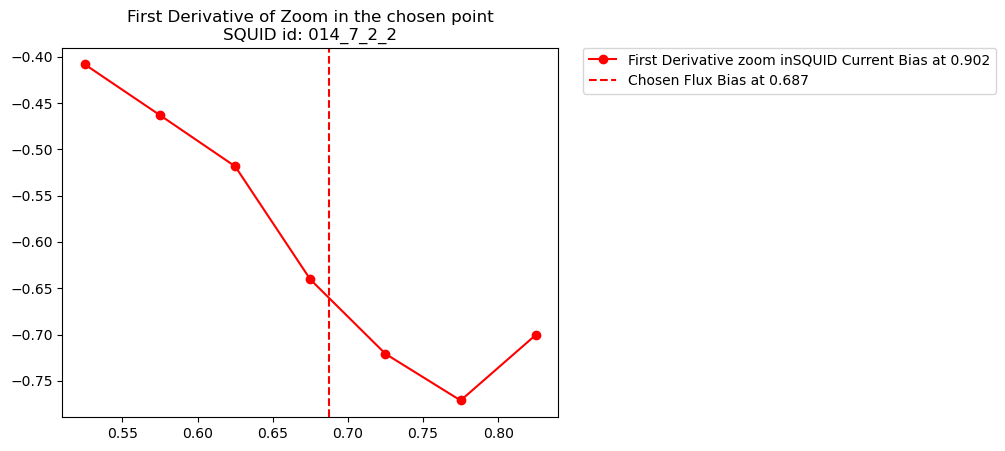 First Derivative of Zoom in the chosen point
SQUID id: 014_7_2_2
First Derivative zoom inSQUID Current Bias at 0.902
Chosen Flux Bias at 0.687
−0.40
−0.45
−0.50
−0.55
−0.60
−0.65
−0.70
−0.75
0.55 0.60 0.65 0.70 0.75 0.80